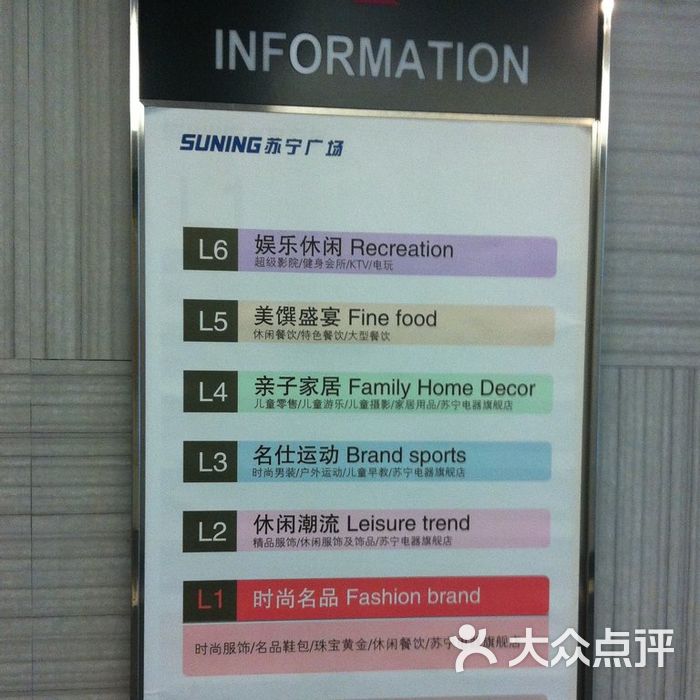 INFORMATION
SUNING 苏宁广场
L6 娱乐休闲 Recreation
超级影院/健身会所/KTV/电玩
L5 美馔盛宴 Fine food
休闲餐饮/特色餐饮/大型餐饮
L4 亲子家居 Family Home Decor
儿童零售/儿童游乐/儿童摄影/家居用品/苏宁电器旗舰店
L3 名仕运动 Brand sports
时尚男装/户外运动/儿童早教/苏宁电器旗舰店
L2 休闲潮流 Leisure trend
精品服饰/休闲服饰及饰品/苏宁电器旗舰店
L1 时尚名品 Fashion brand
时尚服饰/名品鞋包/珠宝黄金/休闲餐饮/苏宁电器旗舰店
大众点评